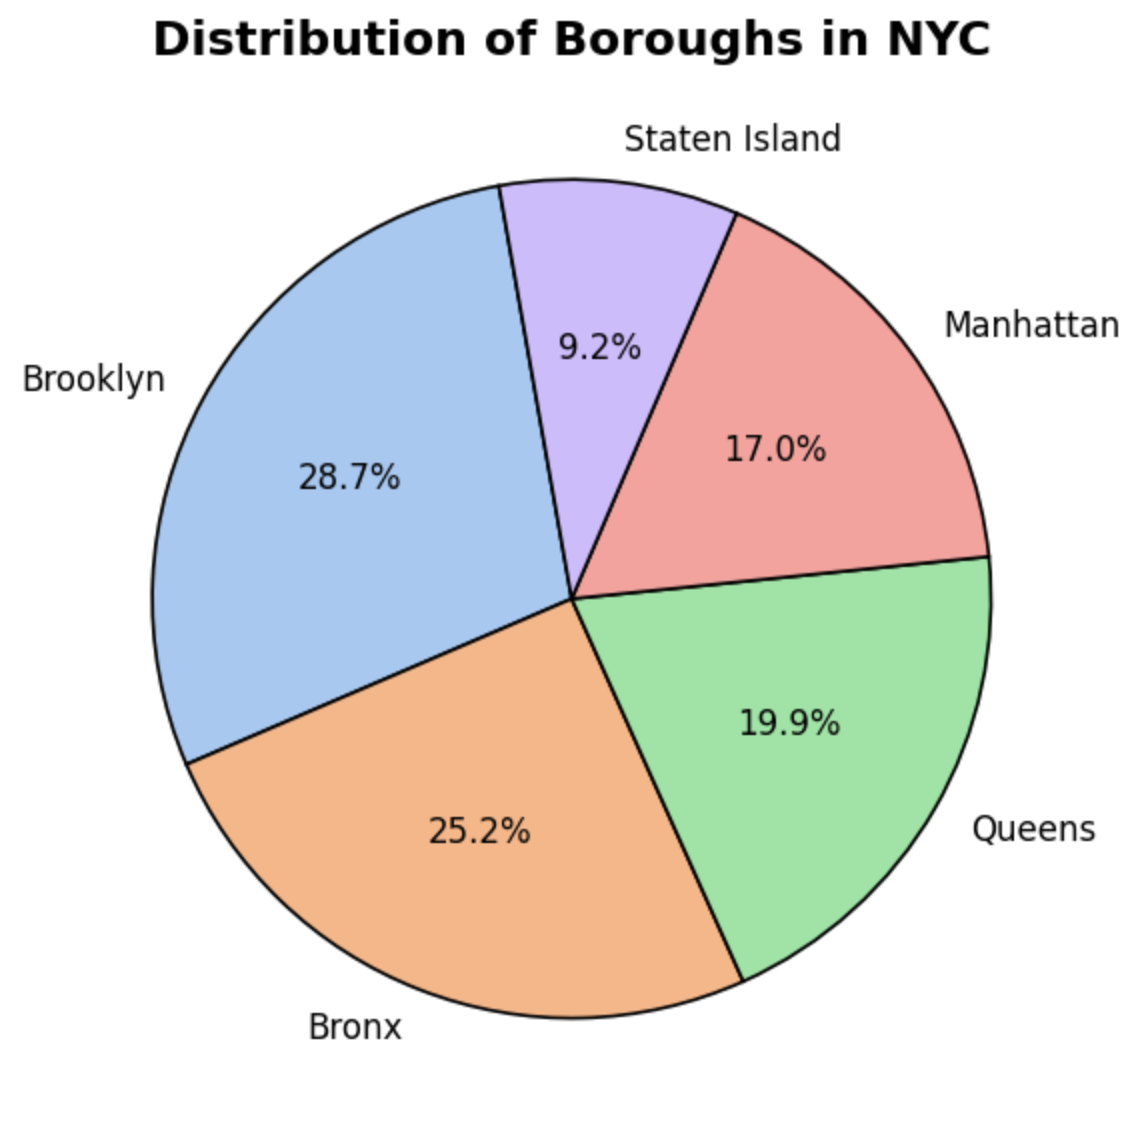 Distribution of Boroughs in NYC
Staten Island
Manhattan
Brooklyn
9.2%
17.0%
28.7%
19.9%
25.2%
Queens
Bronx